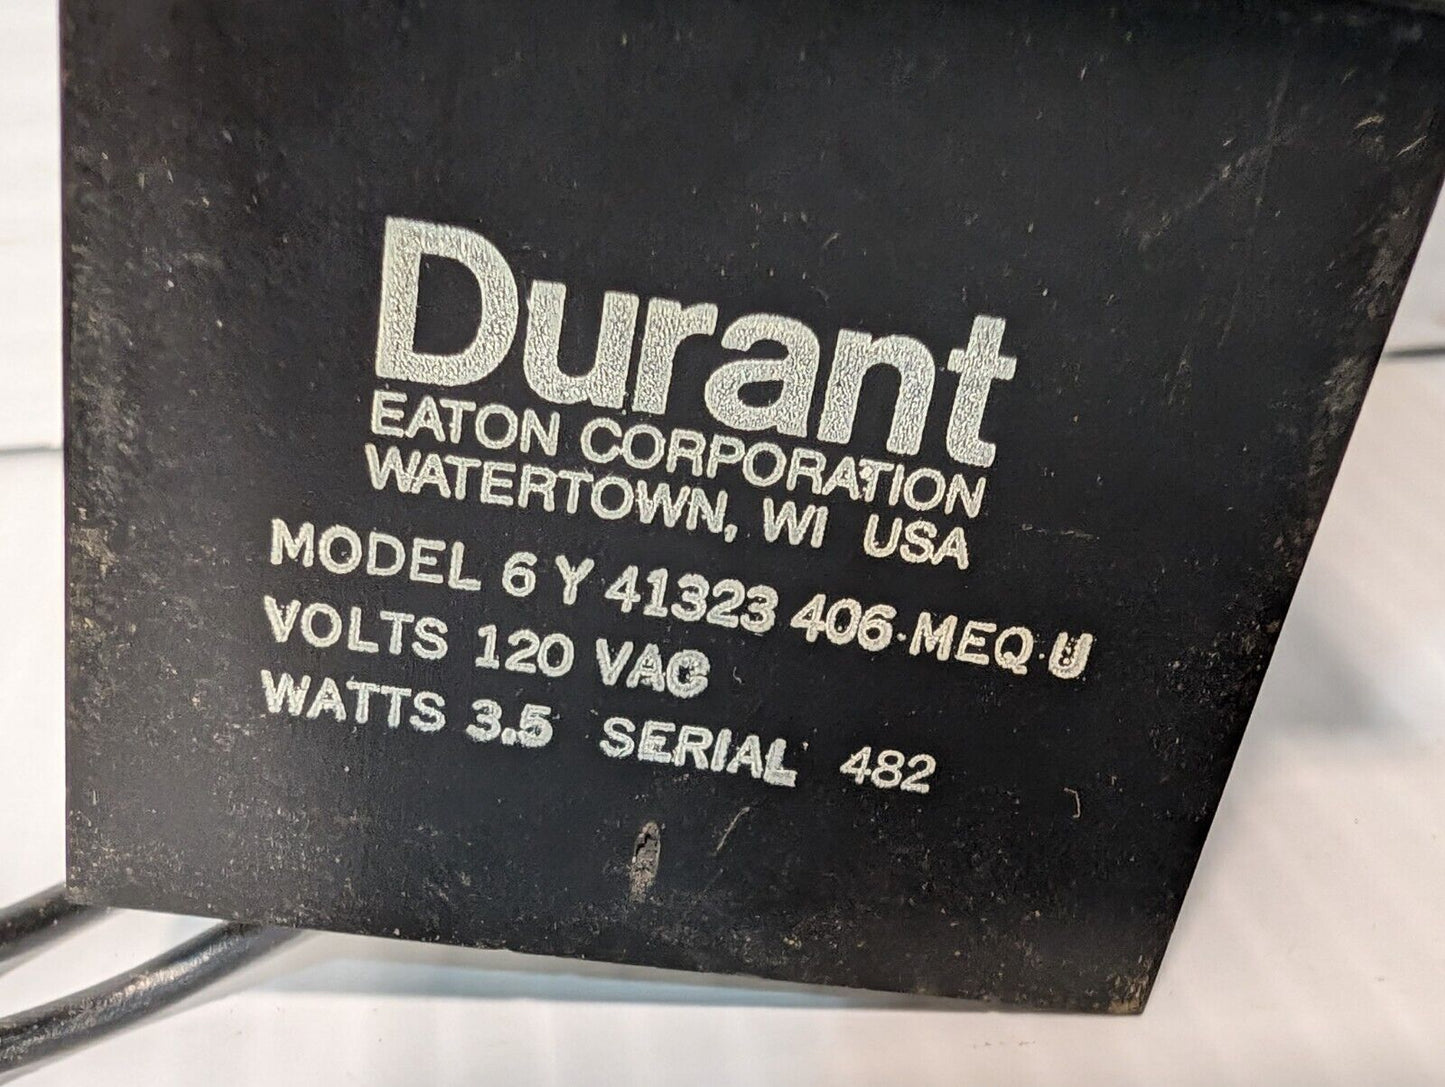 Durant
EATON CORPORATION
WATERTOWN, WI USA
MODEL 6 Y 41323 406-MEQ-U
VOLTS 120 VAC
WATTS 3.5 SERIAL 482